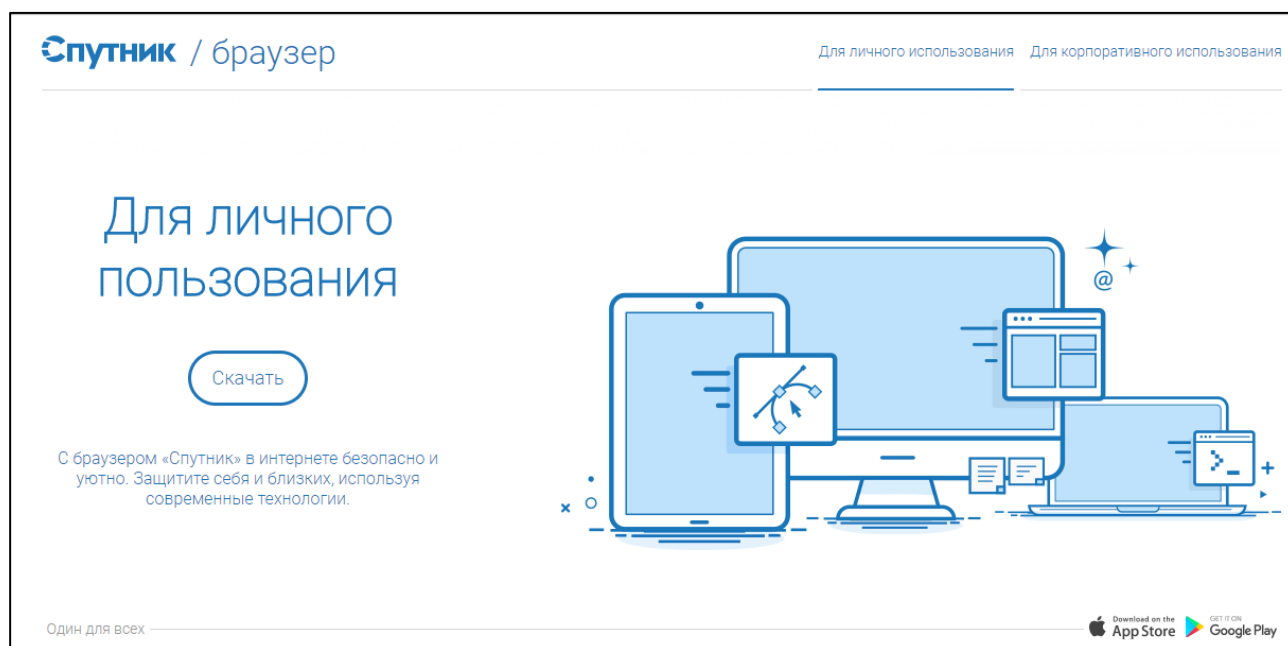 Спутник / браузер
Для личного использования Для корпоративного использования
Для личного
пользования
Скачать
С браузером «Спутник» в интернете безопасно и
уютно. Защитите себя и близких, используя
современные технологии.
@
>_
Один для всех
Download on the
App Store
GET IT ON
Google Play